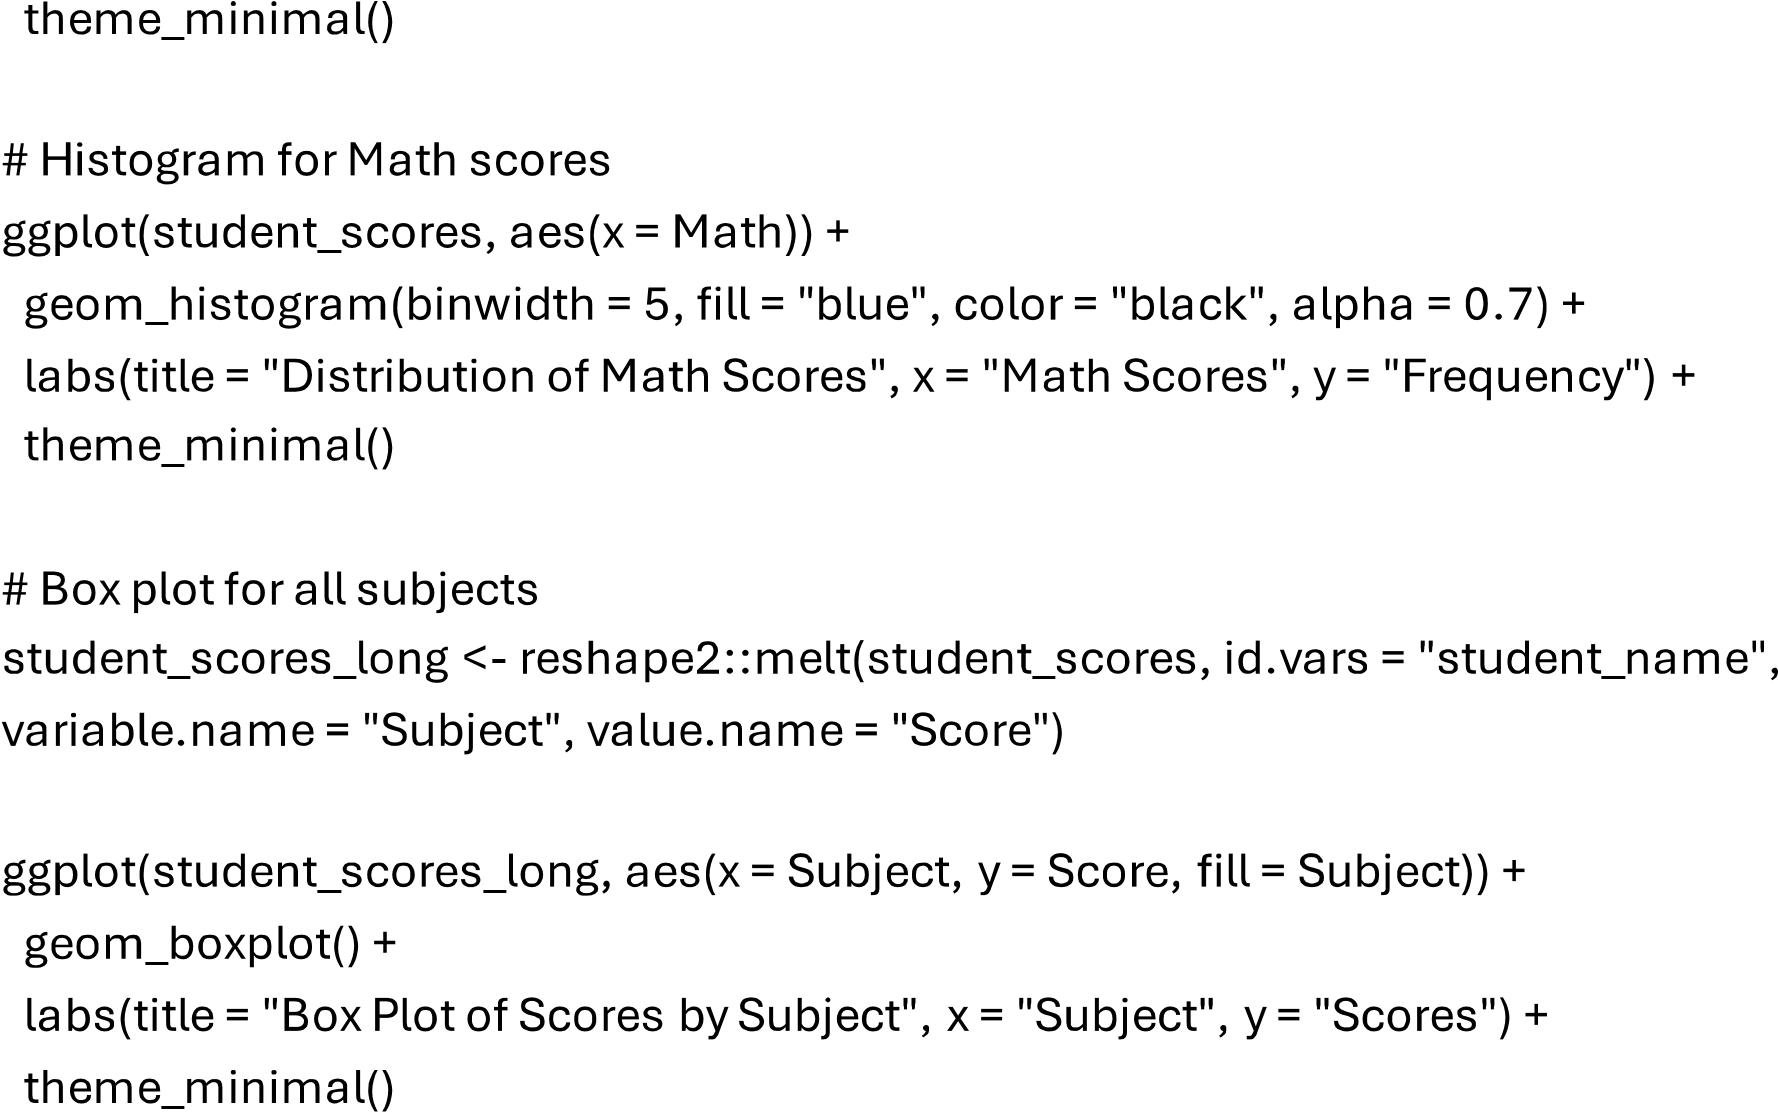 theme_minimal()
# Histogram for Math scores
ggplot(student_scores, aes(x = Math)) +
geom_histogram(binwidth = 5, fill = "blue", color = "black", alpha = 0.7) +
labs(title = "Distribution of Math Scores", x = "Math Scores", y = "Frequency") +
theme_minimal()
# Box plot for all subjects
student_scores_long <- reshape2::melt(student_scores, id.vars = "student_name",
variable.name = "Subject", value.name = "Score")
ggplot(student_scores_long, aes(x = Subject, y = Score, fill = Subject)) +
geom_boxplot() +
labs(title = "Box Plot of Scores by Subject", x = "Subject", y = "Scores") +
theme_minimal()